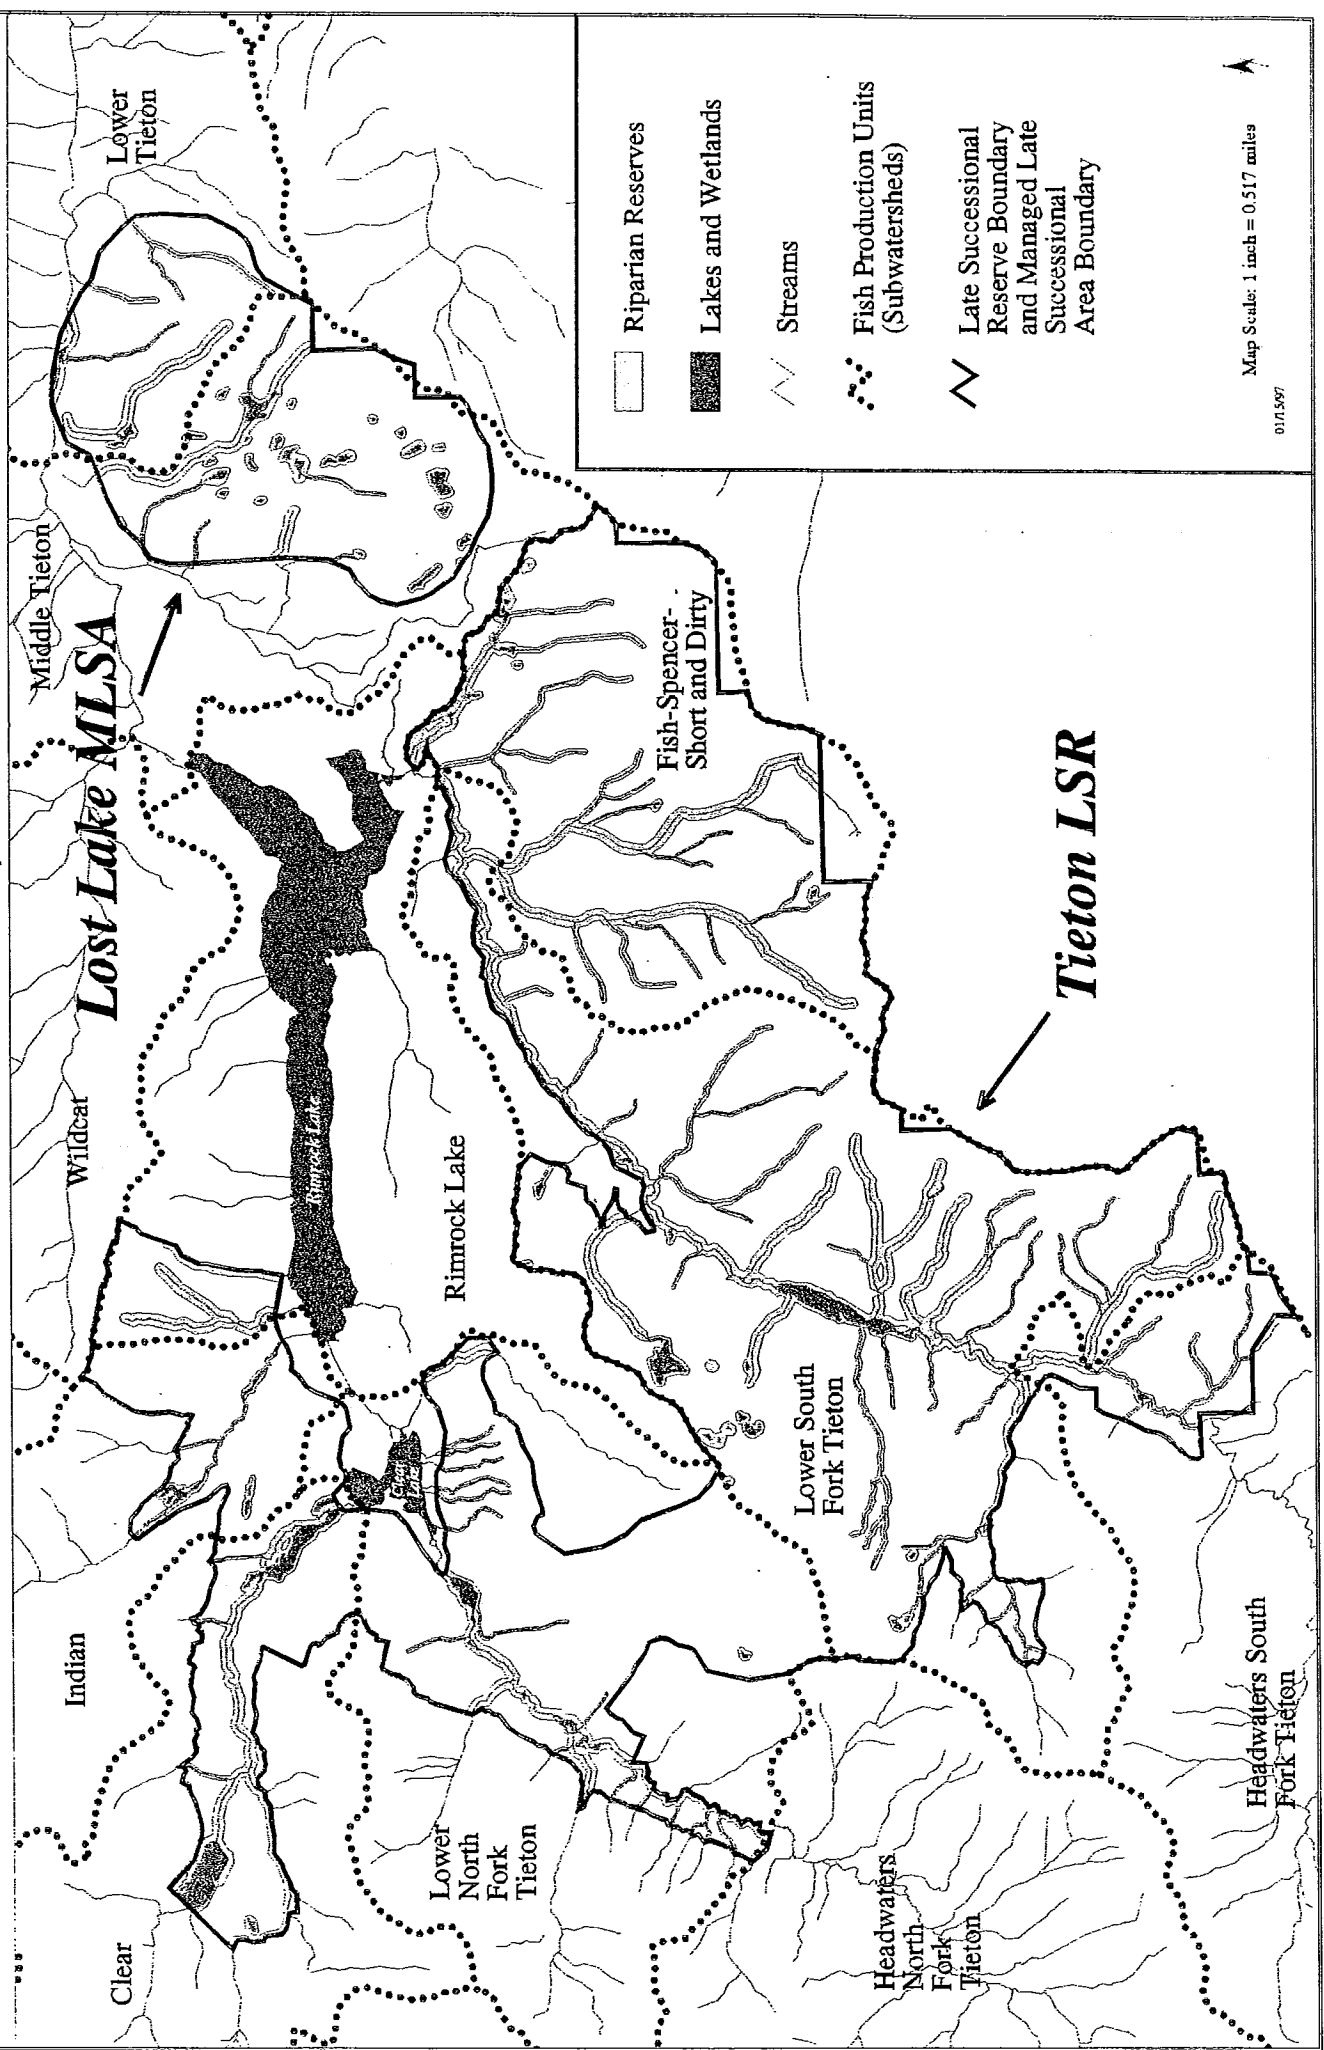 Lower
Tieton
Middle Tieton
Lost Lake MLSA
Wildcat
Indian
Clear
Rimrock Lake
Rimrock Lake
Clear
Lake
Fish-Spencer-
Short and Dirty
Tieton LSR
Lower South
Fork Tieton
Lower
North
Fork
Tieton
Headwaters
North
Fork
Tieton
Headwaters South
Fork Tieton
Riparian Reserves
Lakes and Wetlands
Streams
Fish Production Units
(Subwatersheds)
Late Successional
Reserve Boundary
and Managed Late
Successional
Area Boundary
Map Scale: 1 inch = 0.517 miles
01/15/97